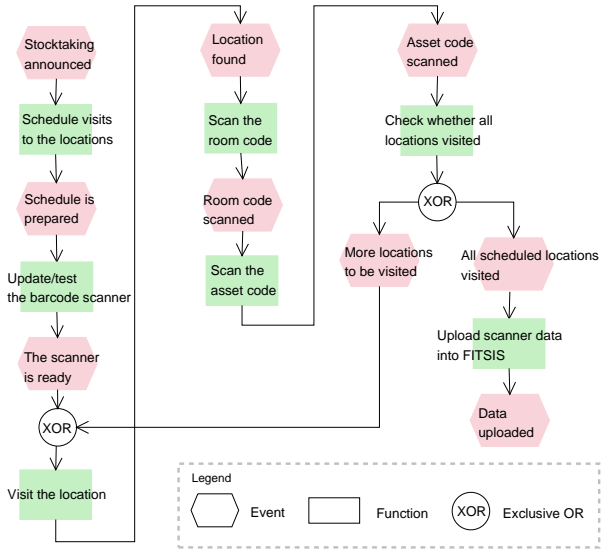 Stocktaking
announced
Schedule visits
to the locations
Schedule is
prepared
Update/test
the barcode scanner
The scanner
is ready
XOR
Visit the location
Location
found
Scan the
room code
Room code
scanned
Scan the
asset code
Asset code
scanned
Check whether all
locations visited
XOR
More locations
to be visited
All scheduled locations
visited
Upload scanner data
into FITSIS
Data
uploaded
Legend
Event
Function
XOR
Exclusive OR